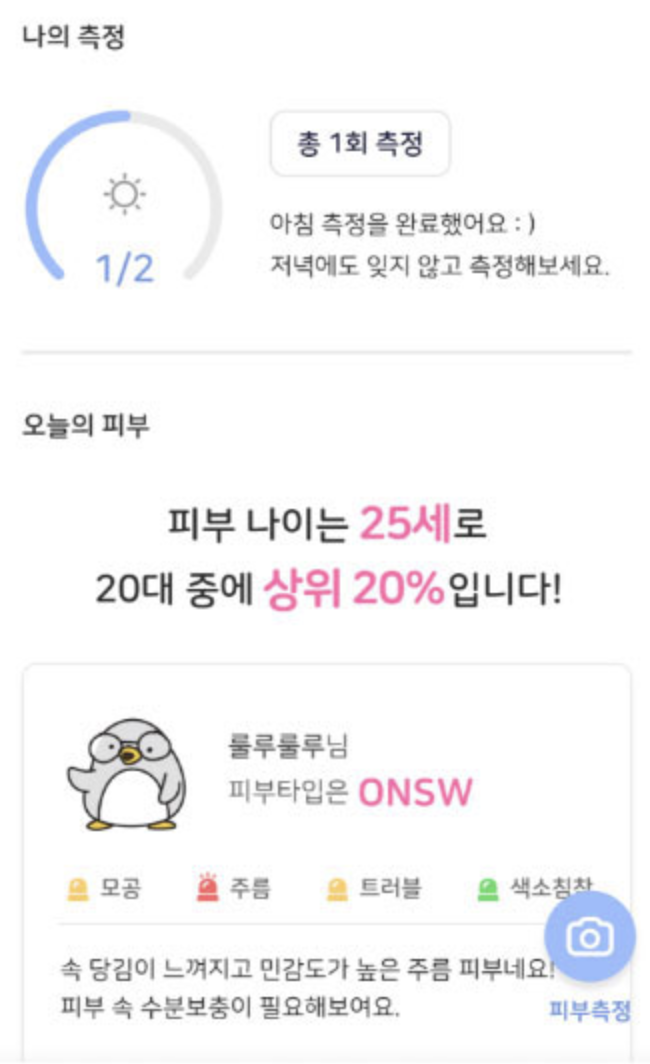 나의 측정
총 1회 측정
아침 측정을 완료했어요 : )
저녁에도 잊지 않고 측정해보세요.
1/2
오늘의 피부
피부 나이는 25세로
20대 중에 상위 20%입니다!
룰루룰루님
피부타입은 ONSW
모공 주름 트러블 색소침착
속 당김이 느껴지고 민감도가 높은 주름 피부네요!
피부 속 수분보충이 필요해보여요.
피부측정